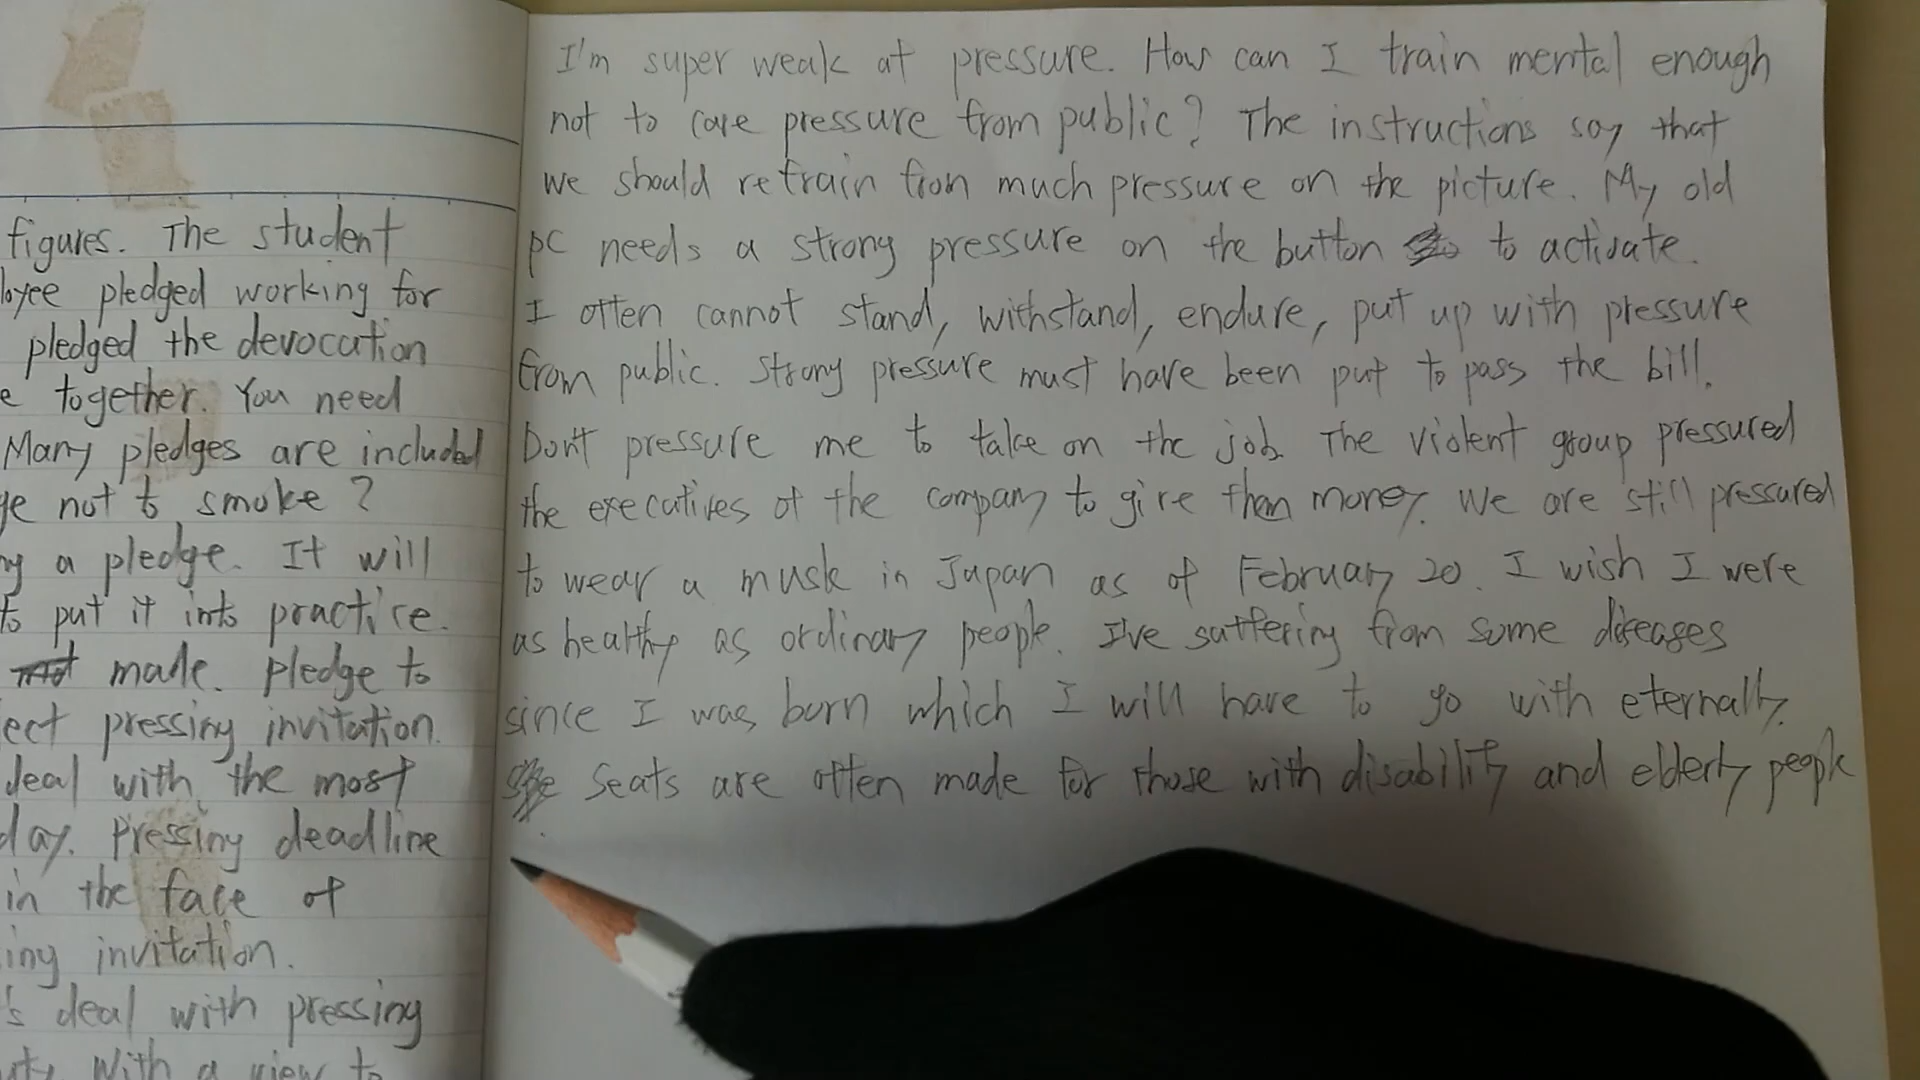 figures. The student
loyee pledged working for
pledged the devocation
e together. You need
Many pledges are included
ge not to smoke?
ng a pledge. It will
to put it into practice.
made. pledge to
ect pressing invitation.
deal with the most
day. Pressing deadline
in the face of
ing invitation.
's deal with pressing
with a view to
I'm super weak at pressure. How can I train mental enough
not to care pressure from public? The instructions say that
we should refrain from much pressure on the picture. My old
pc needs a strong pressure on the button to activate.
I often cannot stand, withstand, endure, put up with pressure
from public. Strong pressure must have been put to pass the bill.
Don't pressure me to take on the job. The violent group pressured
the executives of the company to give them money. We are still pressured
to wear a musk in Japan as of February 20. I wish I were
as healthy as ordinary people. I've suffering from some diseases
since I was born which I will have to go with eternally.
Seats are often made for those with disability and elderly people